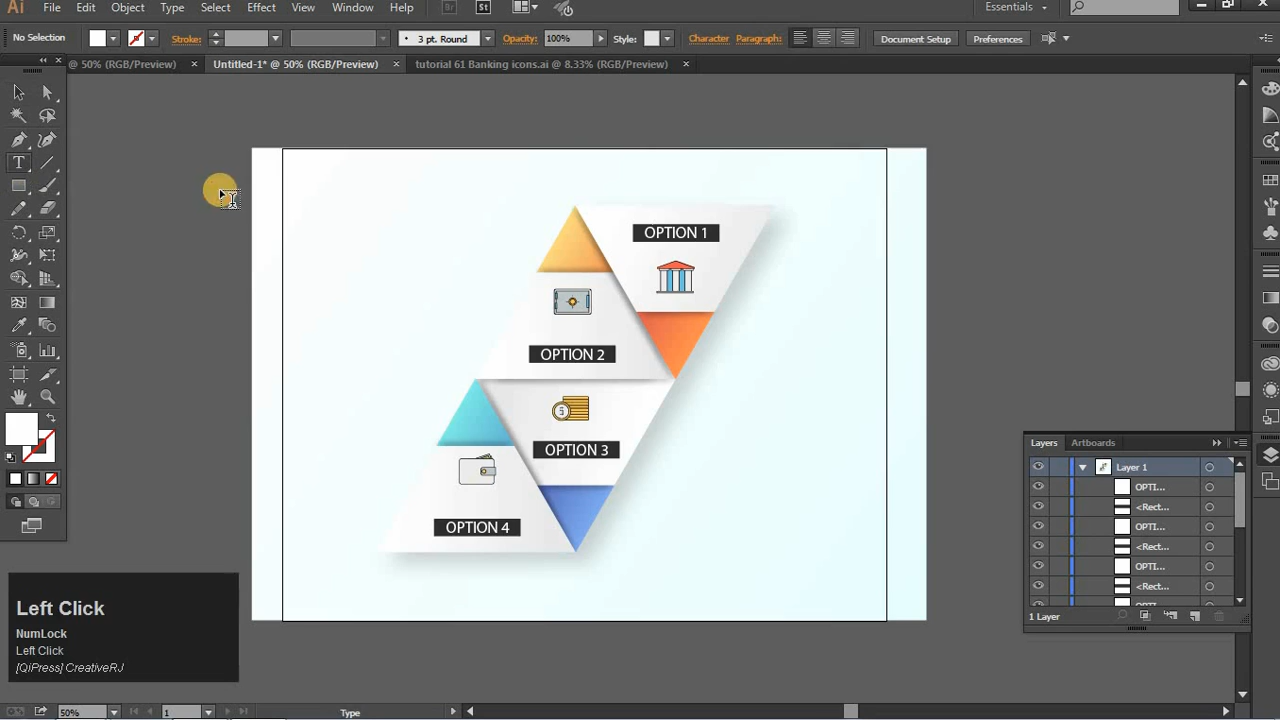 Ai File Edit Object Type Select Effect View Window Help Br St Essentials
No Selection Stroke: 3 pt. Round Opacity: 100% Style: Character Paragraph: Document Setup Preferences
@ 50% (RGB/Preview) × Untitled-1* @ 50% (RGB/Preview) × tutorial 61 Banking icons.ai @ 8.33% (RGB/Preview) ×
OPTION 1
OPTION 2
OPTION 3
OPTION 4
Layers Artboards
Layer 1
OPTI...
<Rect...
OPTI...
<Rect...
OPTI...
<Rect...
1 Layer
Left Click
NumLock
Left Click
[QiPress] CreativeRJ
50% 1 Type